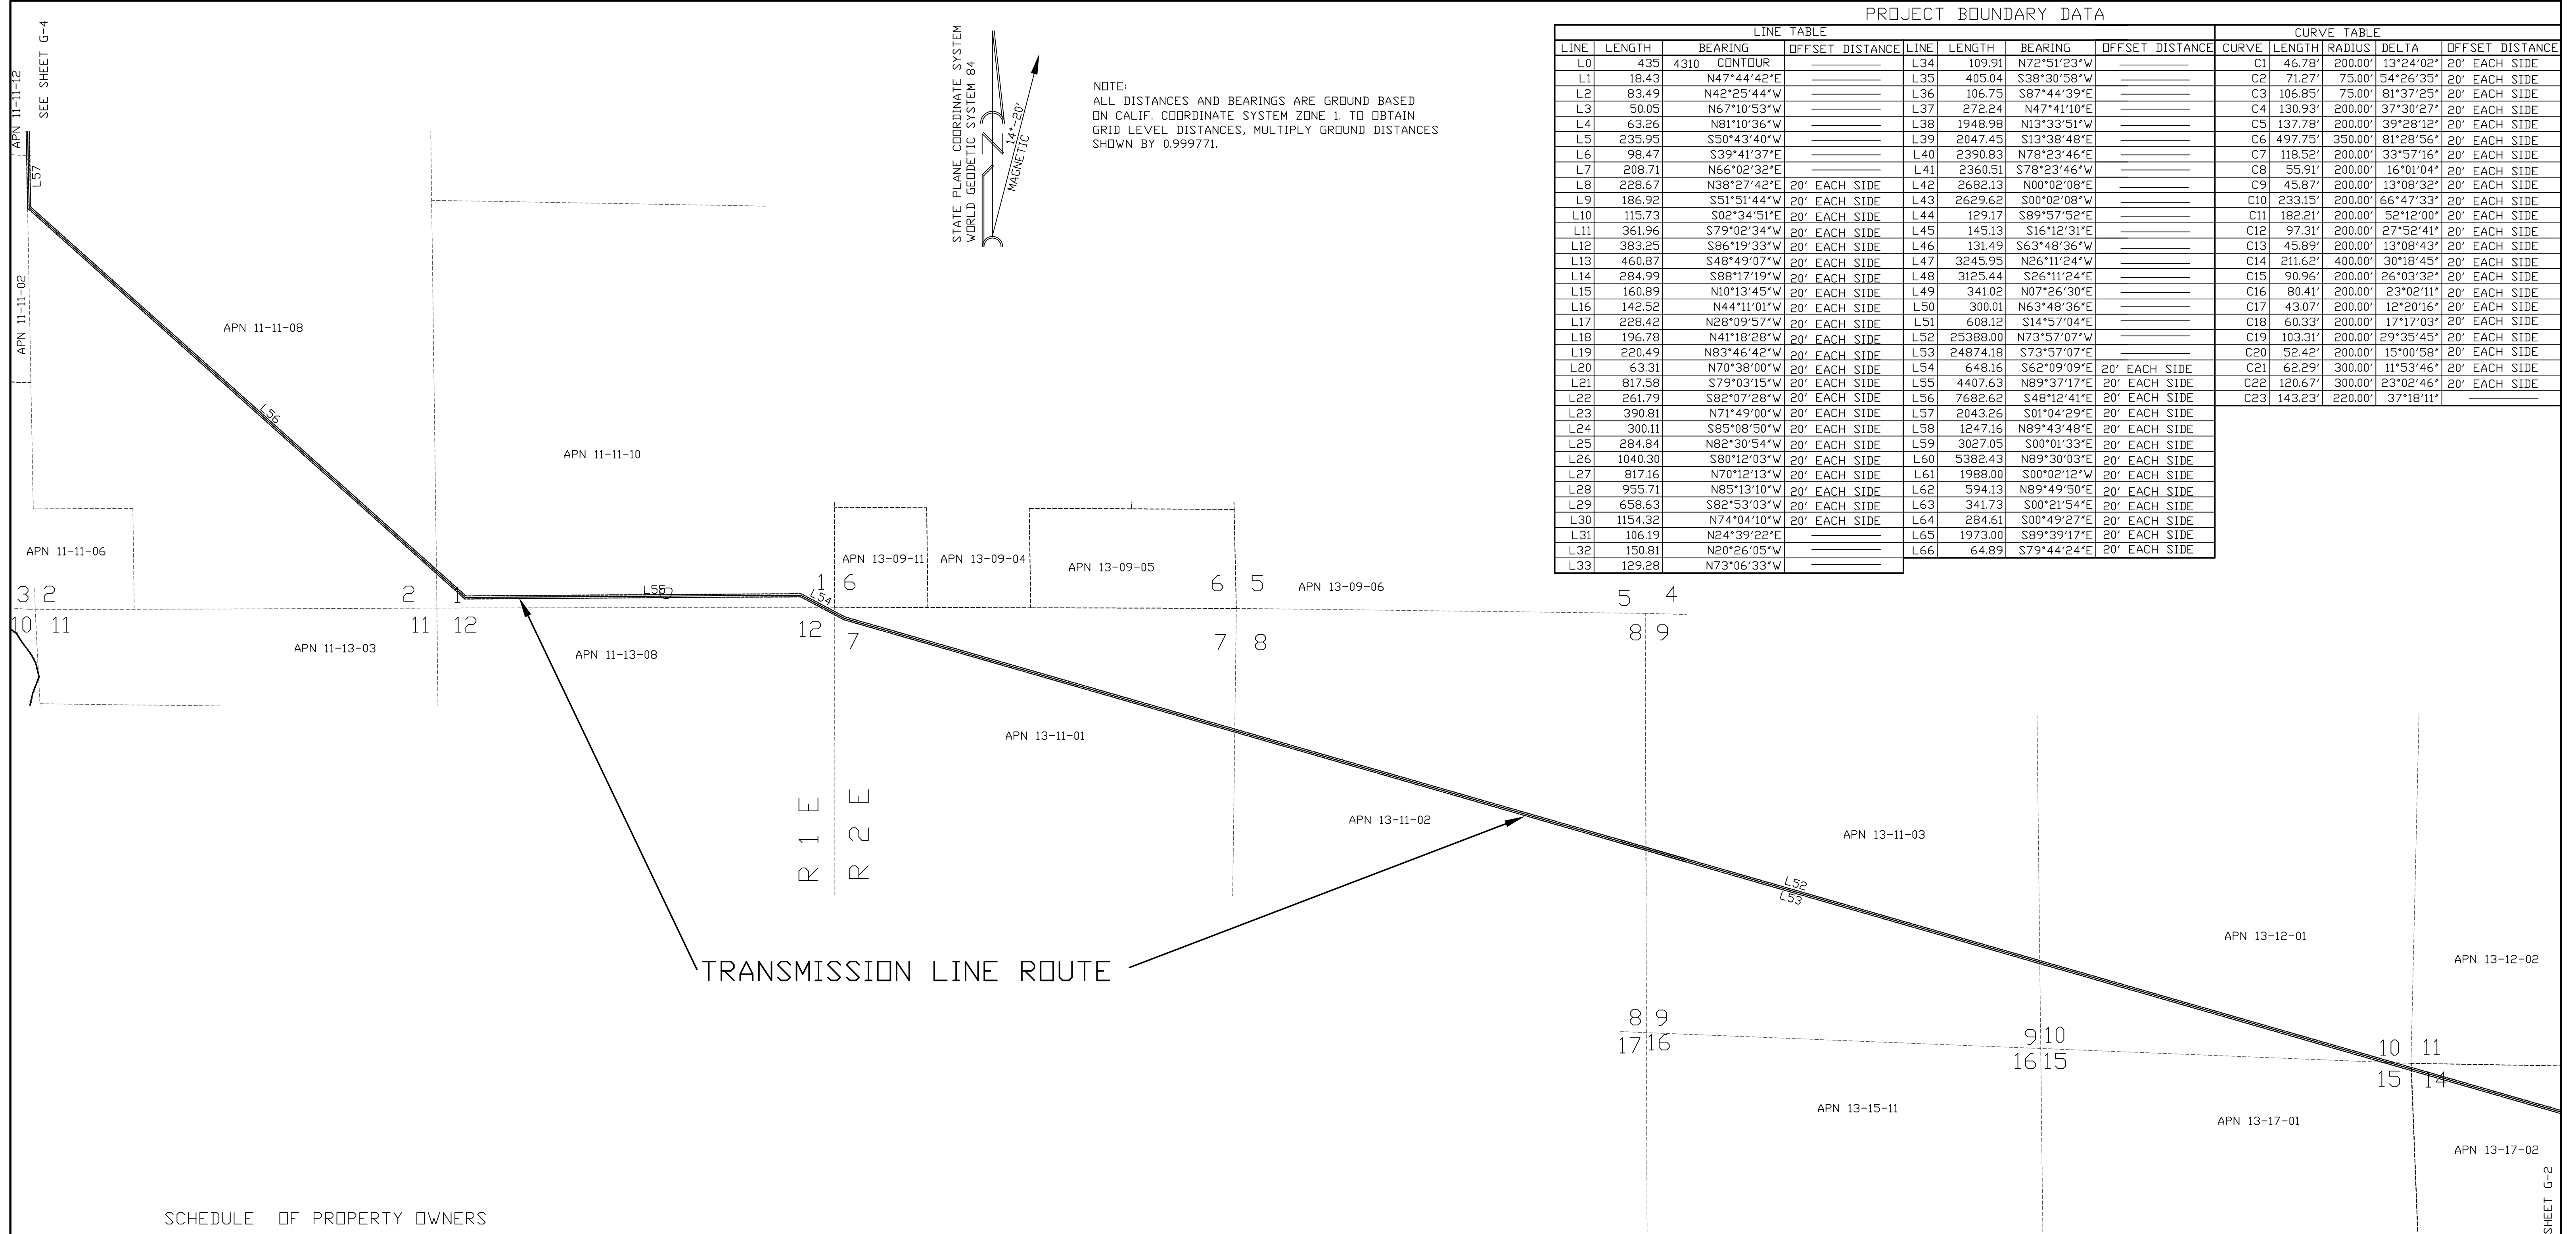 PROJECT BOUNDARY DATA
LINE TABLE
LINE LENGTH BEARING OFFSET DISTANCE LINE LENGTH BEARING OFFSET DISTANCE
L0 435 4310 CONTOUR L34 109.91 N72°51'23"W
L1 18.43 N47°44'42"E L35 405.04 S38°30'58"W
L2 83.49 N42°25'44"W L36 106.75 S87°44'39"E
L3 50.05 N67°10'53"W L37 272.24 N47°41'10"E
L4 63.26 N81°10'36"W L38 1948.98 N13°33'51"W
L5 235.95 S50°43'40"W L39 2047.45 S13°38'48"E
L6 98.47 S39°41'37"E L40 2390.83 N78°23'46"E
L7 208.71 N66°02'32"E L41 2360.51 S78°23'46"W
L8 228.67 N38°27'42"E 20' EACH SIDE L42 2682.13 N00°02'08"E
L9 186.92 S51°51'44"W 20' EACH SIDE L43 2629.62 S00°02'08"W
L10 115.73 S02°34'51"E 20' EACH SIDE L44 129.17 S89°57'52"E
L11 361.96 S79°02'34"W 20' EACH SIDE L45 145.13 S16°12'31"E
L12 383.25 S86°19'33"W 20' EACH SIDE L46 131.49 S63°48'36"W
L13 460.87 S48°49'07"W 20' EACH SIDE L47 3245.95 N26°11'24"W
L14 284.99 S88°17'19"W 20' EACH SIDE L48 3125.44 S26°11'24"E
L15 160.89 N10°13'45"W 20' EACH SIDE L49 341.02 N07°26'30"E
L16 142.52 N44°11'01"W 20' EACH SIDE L50 300.01 N63°48'36"E
L17 228.42 N28°09'57"W 20' EACH SIDE L51 608.12 S14°57'04"E
L18 196.78 N41°18'28"W 20' EACH SIDE L52 25388.00 N73°57'07"W
L19 220.49 N83°46'42"W 20' EACH SIDE L53 24874.18 S73°57'07"E
L20 63.31 N70°38'00"W 20' EACH SIDE L54 648.16 S62°09'09"E 20' EACH SIDE
L21 817.58 S79°03'15"W 20' EACH SIDE L55 4407.63 N89°37'17"E 20' EACH SIDE
L22 261.79 S82°07'28"W 20' EACH SIDE L56 7682.62 S48°12'41"E 20' EACH SIDE
L23 390.81 N71°49'00"W 20' EACH SIDE L57 2043.26 S01°04'29"E 20' EACH SIDE
L24 300.11 S85°08'50"W 20' EACH SIDE L58 1247.16 N89°43'48"E 20' EACH SIDE
L25 284.84 N82°30'54"W 20' EACH SIDE L59 3027.05 S00°01'33"E 20' EACH SIDE
L26 1040.30 S80°12'03"W 20' EACH SIDE L60 5382.43 N89°30'03"E 20' EACH SIDE
L27 817.16 N70°12'13"W 20' EACH SIDE L61 1988.00 S00°02'12"W 20' EACH SIDE
L28 955.71 N85°13'10"W 20' EACH SIDE L62 594.13 N89°49'50"E 20' EACH SIDE
L29 658.63 S82°53'03"W 20' EACH SIDE L63 341.73 S00°21'54"E 20' EACH SIDE
L30 1154.32 N74°04'10"W 20' EACH SIDE L64 284.61 S00°49'27"E 20' EACH SIDE
L31 106.19 N24°39'22"E L65 1973.00 S89°39'17"E 20' EACH SIDE
L32 150.81 N20°26'05"W L66 64.89 S79°44'24"E 20' EACH SIDE
L33 129.28 N73°06'33"W
CURVE TABLE
CURVE LENGTH RADIUS DELTA OFFSET DISTANCE
C1 46.78' 200.00' 13°24'02" 20' EACH SIDE
C2 71.27' 75.00' 54°26'35" 20' EACH SIDE
C3 106.85' 75.00' 81°37'25" 20' EACH SIDE
C4 130.93' 200.00' 37°30'27" 20' EACH SIDE
C5 137.78' 200.00' 39°28'12" 20' EACH SIDE
C6 497.75' 350.00' 81°28'56" 20' EACH SIDE
C7 118.52' 200.00' 33°57'16" 20' EACH SIDE
C8 55.91' 200.00' 16°01'04" 20' EACH SIDE
C9 45.87' 200.00' 13°08'32" 20' EACH SIDE
C10 233.15' 200.00' 66°47'33" 20' EACH SIDE
C11 182.21' 200.00' 52°12'00" 20' EACH SIDE
C12 97.31' 200.00' 27°52'41" 20' EACH SIDE
C13 45.89' 200.00' 13°08'43" 20' EACH SIDE
C14 211.62' 400.00' 30°18'45" 20' EACH SIDE
C15 90.96' 200.00' 26°03'32" 20' EACH SIDE
C16 80.41' 200.00' 23°02'11" 20' EACH SIDE
C17 43.07' 200.00' 12°20'16" 20' EACH SIDE
C18 60.33' 200.00' 17°17'03" 20' EACH SIDE
C19 103.31' 200.00' 29°35'45" 20' EACH SIDE
C20 52.42' 200.00' 15°00'58" 20' EACH SIDE
C21 62.29' 300.00' 11°53'46" 20' EACH SIDE
C22 120.67' 300.00' 23°02'46" 20' EACH SIDE
C23 143.23' 220.00' 37°18'11"
STATE PLANE COORDINATE SYSTEM
WORLD GEODETIC SYSTEM 84
N
14°-20'
MAGNETIC
NOTE:
ALL DISTANCES AND BEARINGS ARE GROUND BASED
ON CALIF. COORDINATE SYSTEM ZONE 1. TO OBTAIN
GRID LEVEL DISTANCES, MULTIPLY GROUND DISTANCES
SHOWN BY 0.999771.
APN 11-11-12
SEE SHEET G-4
L57
APN 11-11-02
APN 11-11-08
L56
APN 11-11-10
APN 11-11-06
APN 13-09-11
APN 13-09-04
APN 13-09-05
APN 13-09-06
3 2
2 1
L55
L54
1 6
6 5
5 4
10 11
11 12
12 7
7 8
8 9
APN 11-13-03
APN 11-13-08
APN 13-11-01
R 1 E
R 2 E
APN 13-11-02
APN 13-11-03
L52
L53
APN 13-12-01
APN 13-12-02
TRANSMISSION LINE ROUTE
8 9
17 16
9 10
16 15
10 11
15 14
APN 13-15-11
APN 13-17-01
APN 13-17-02
SHEET G-2
SCHEDULE OF PROPERTY OWNERS